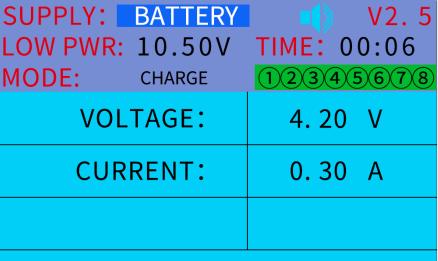 SUPPLY: BATTERY V2.5
LOW PWR: 10.50V TIME: 00:06
MODE: CHARGE ①②③④⑤⑥⑦⑧
VOLTAGE: 4.20 V
CURRENT: 0.30 A